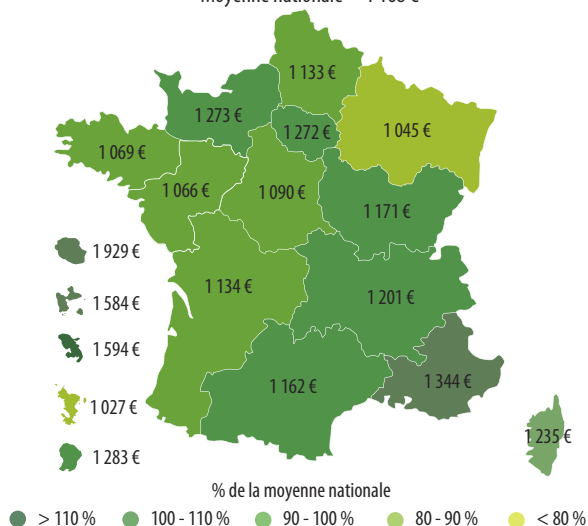 1 133 €
1 273 €
1 272 €
1 045 €
1 069 €
1 066 €
1 090 €
1 171 €
1 929 €
1 134 €
1 201 €
1 584 €
1 594 €
1 344 €
1 162 €
1 027 €
1 235 €
1 283 €
% de la moyenne nationale
> 110 % 100 - 110 % 90 - 100 % 80 - 90 % < 80 %